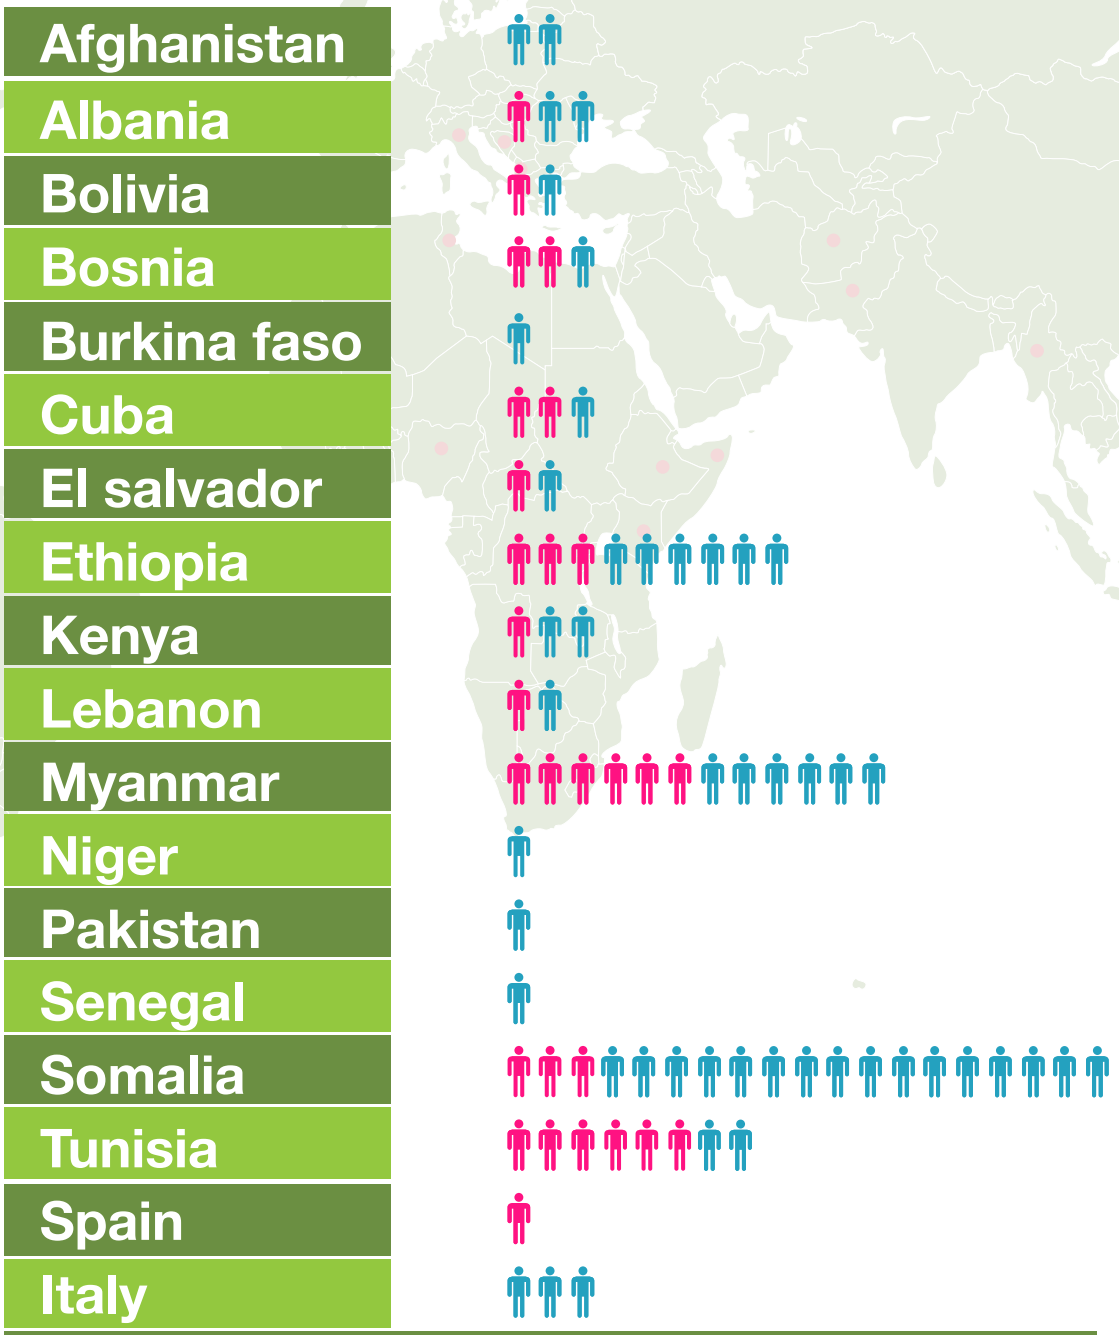 Afghanistan
Albania
Bolivia
Bosnia
Burkina faso
Cuba
El salvador
Ethiopia
Kenya
Lebanon
Myanmar
Niger
Pakistan
Senegal
Somalia
Tunisia
Spain
Italy